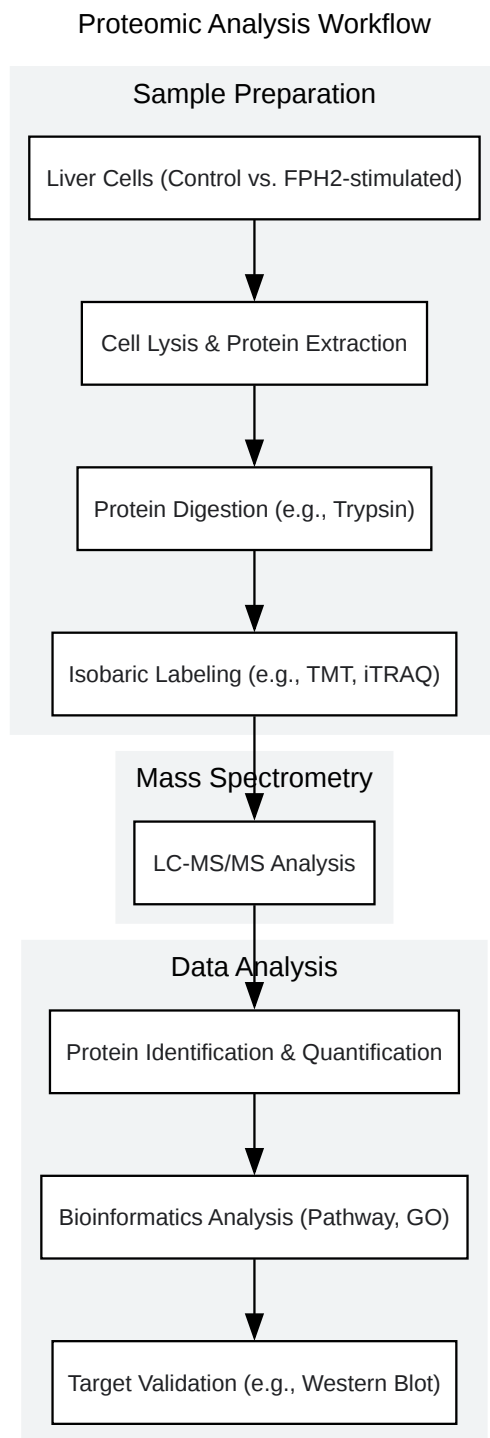 Proteomic Analysis Workflow
Sample Preparation
Liver Cells (Control vs. FPH2-stimulated)
Cell Lysis & Protein Extraction
Protein Digestion (e.g., Trypsin)
Isobaric Labeling (e.g., TMT, iTRAQ)
Mass Spectrometry
LC-MS/MS Analysis
Data Analysis
Protein Identification & Quantification
Bioinformatics Analysis (Pathway, GO)
Target Validation (e.g., Western Blot)